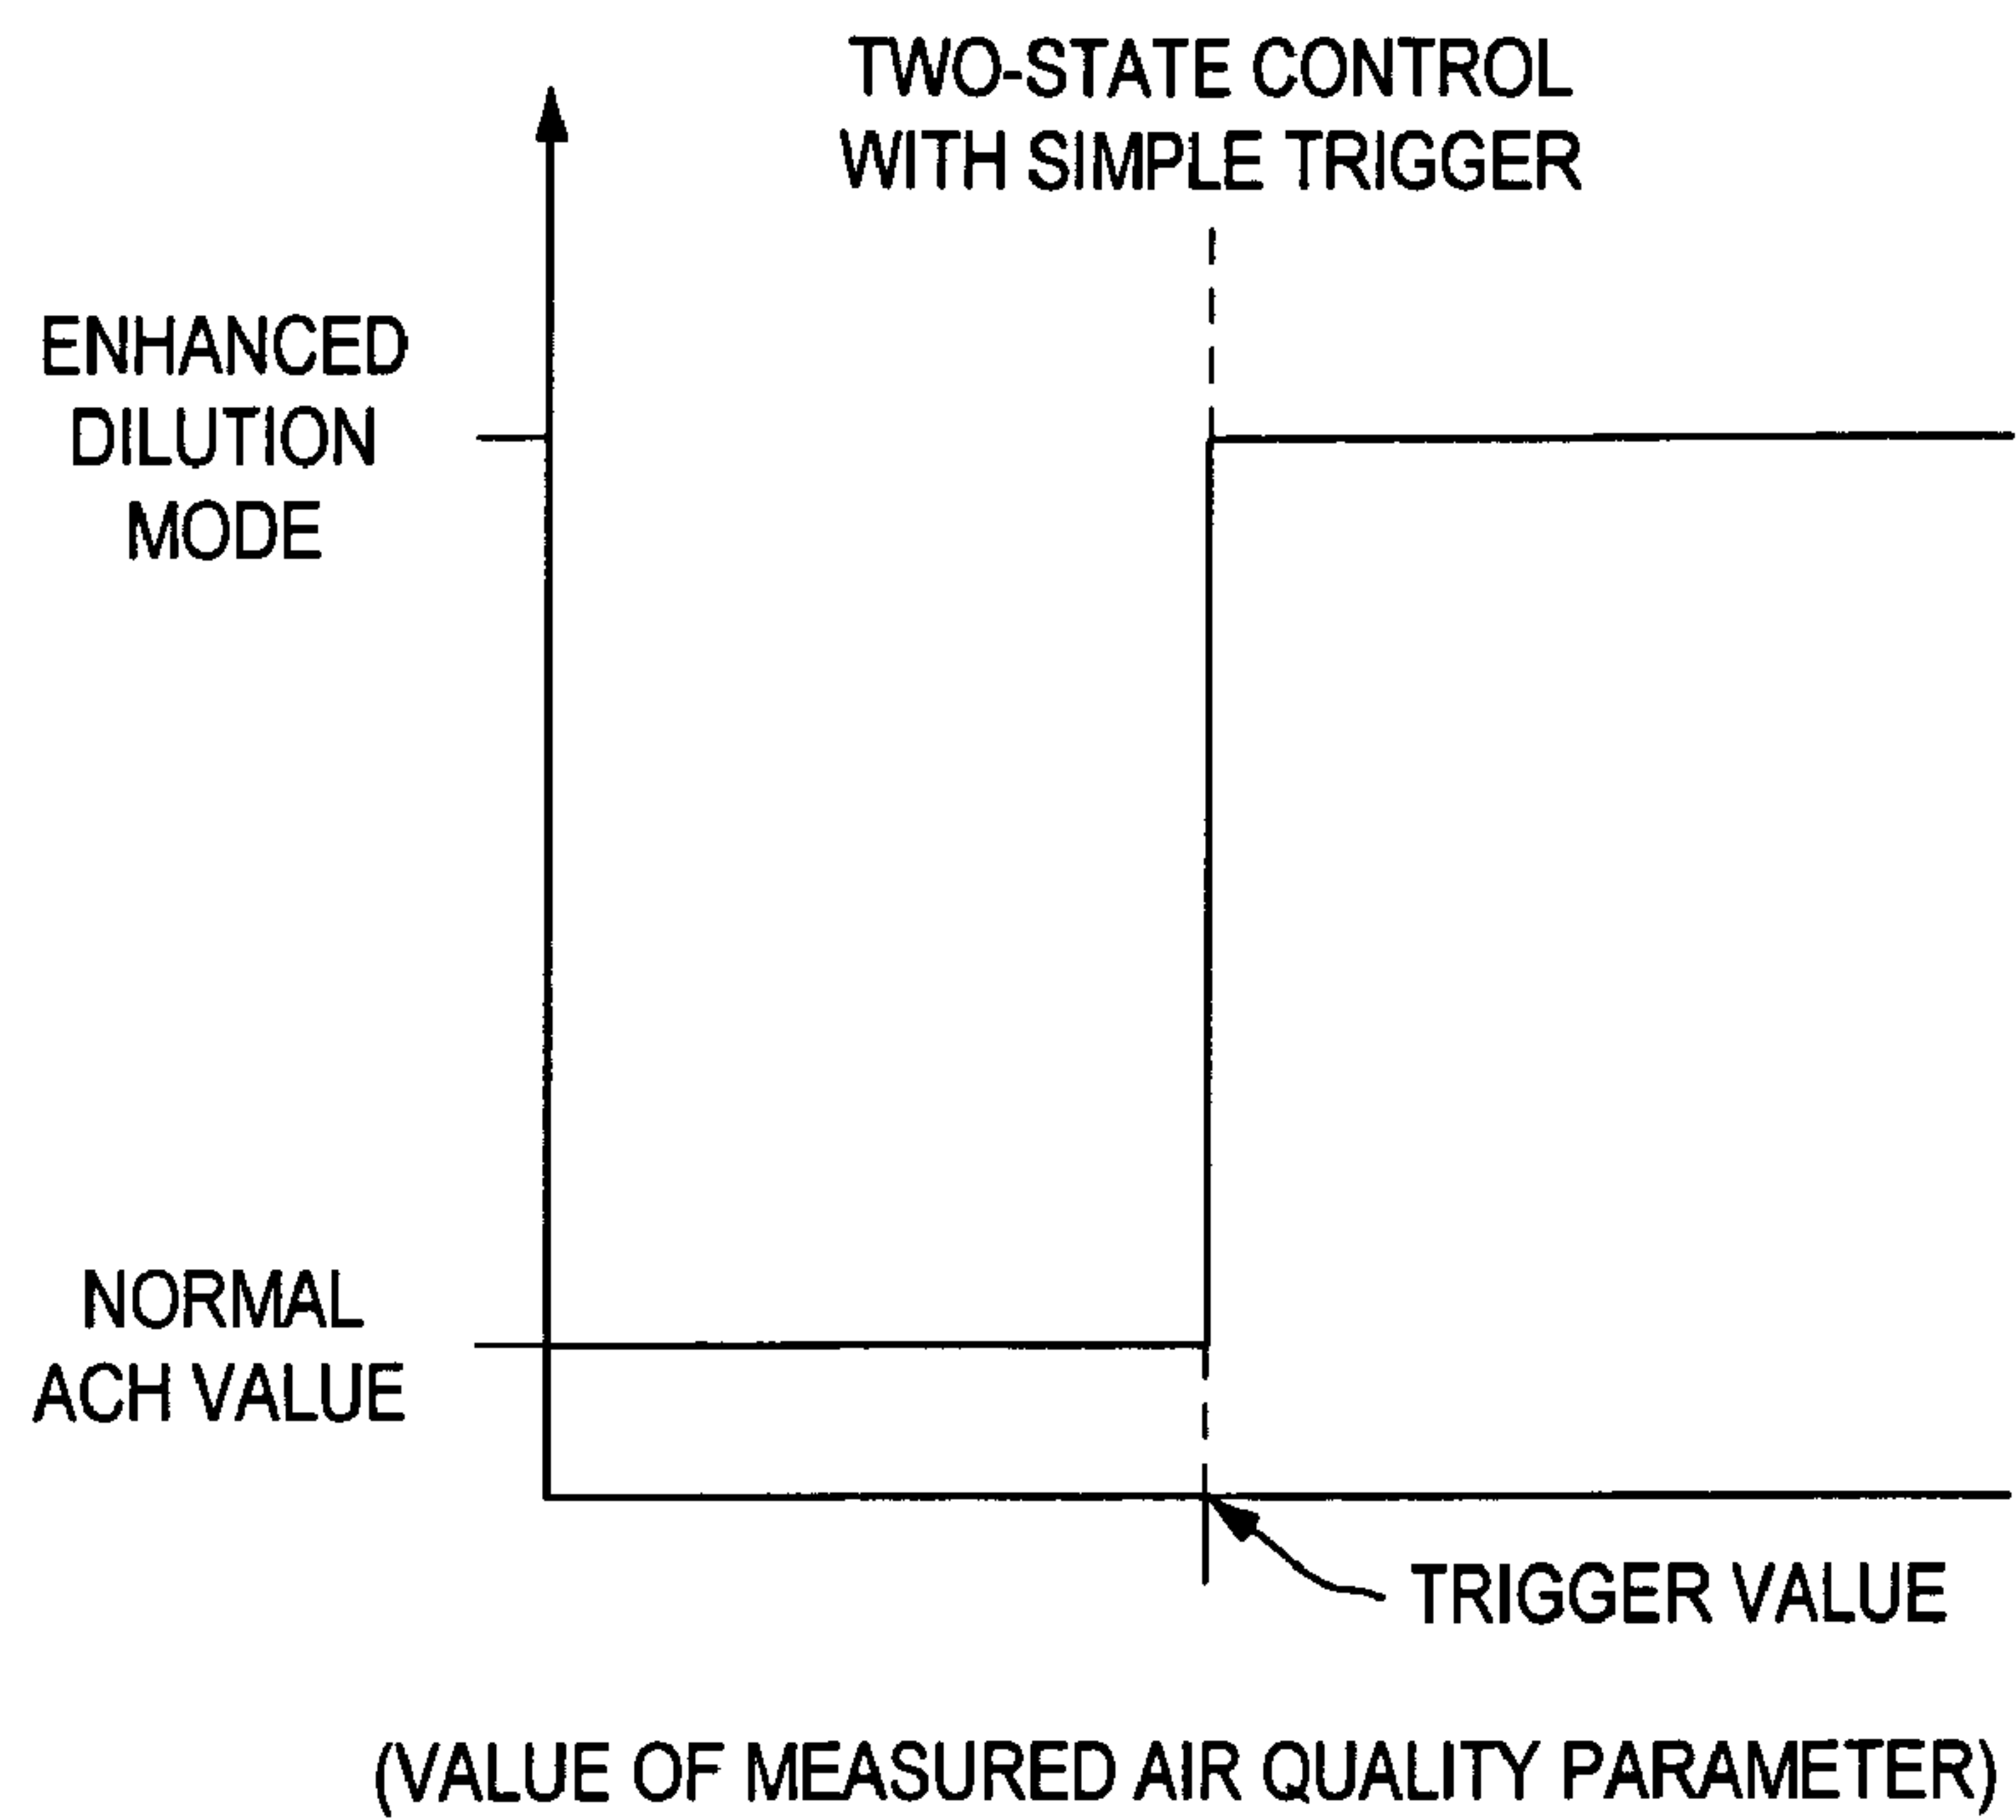 TWO-STATE CONTROL
WITH SIMPLE TRIGGER
ENHANCED
DILUTION
MODE
NORMAL
ACH VALUE
TRIGGER VALUE
(VALUE OF MEASURED AIR QUALITY PARAMETER)